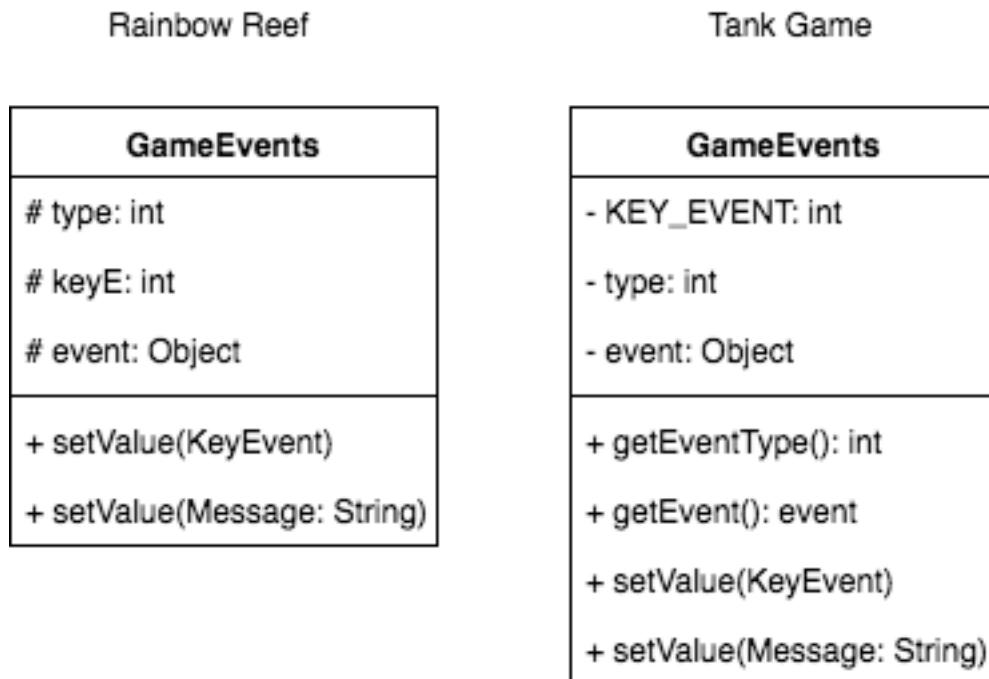 Rainbow Reef
GameEvents
# type: int
# keyE: int
# event: Object
+ setValue(KeyEvent)
+ setValue(Message: String)
Tank Game
GameEvents
- KEY_EVENT: int
- type: int
- event: Object
+ getEventType(): int
+ getEvent(): event
+ setValue(KeyEvent)
+ setValue(Message: String)